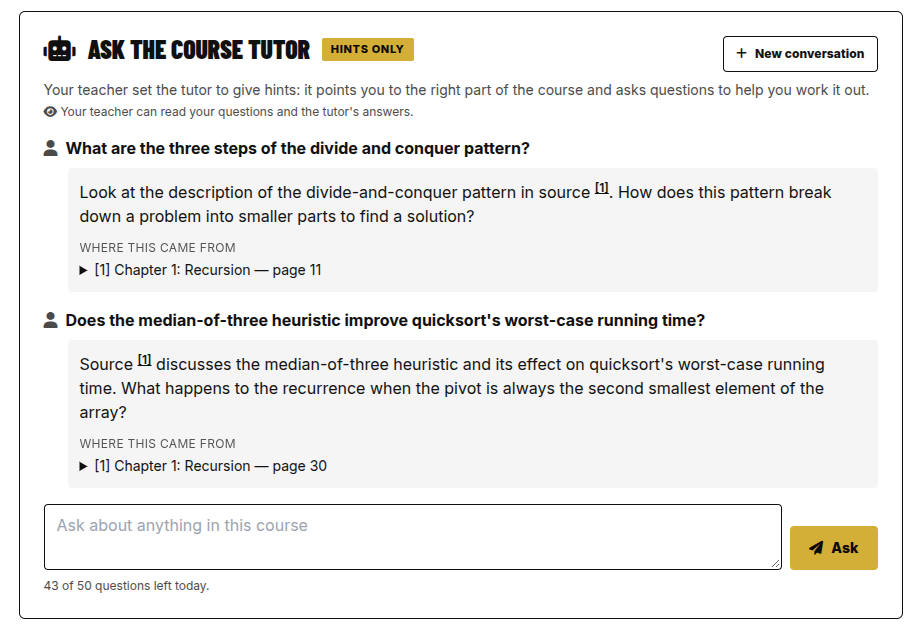 ASK THE COURSE TUTOR HINTS ONLY
+ New conversation
Your teacher set the tutor to give hints: it points you to the right part of the course and asks questions to help you work it out.
Your teacher can read your questions and the tutor's answers.
What are the three steps of the divide and conquer pattern?
Look at the description of the divide-and-conquer pattern in source [1]. How does this pattern break
down a problem into smaller parts to find a solution?
WHERE THIS CAME FROM
[1] Chapter 1: Recursion — page 11
Does the median-of-three heuristic improve quicksort's worst-case running time?
Source [1] discusses the median-of-three heuristic and its effect on quicksort's worst-case running
time. What happens to the recurrence when the pivot is always the second smallest element of the
array?
WHERE THIS CAME FROM
[1] Chapter 1: Recursion — page 30
Ask about anything in this course
Ask
43 of 50 questions left today.